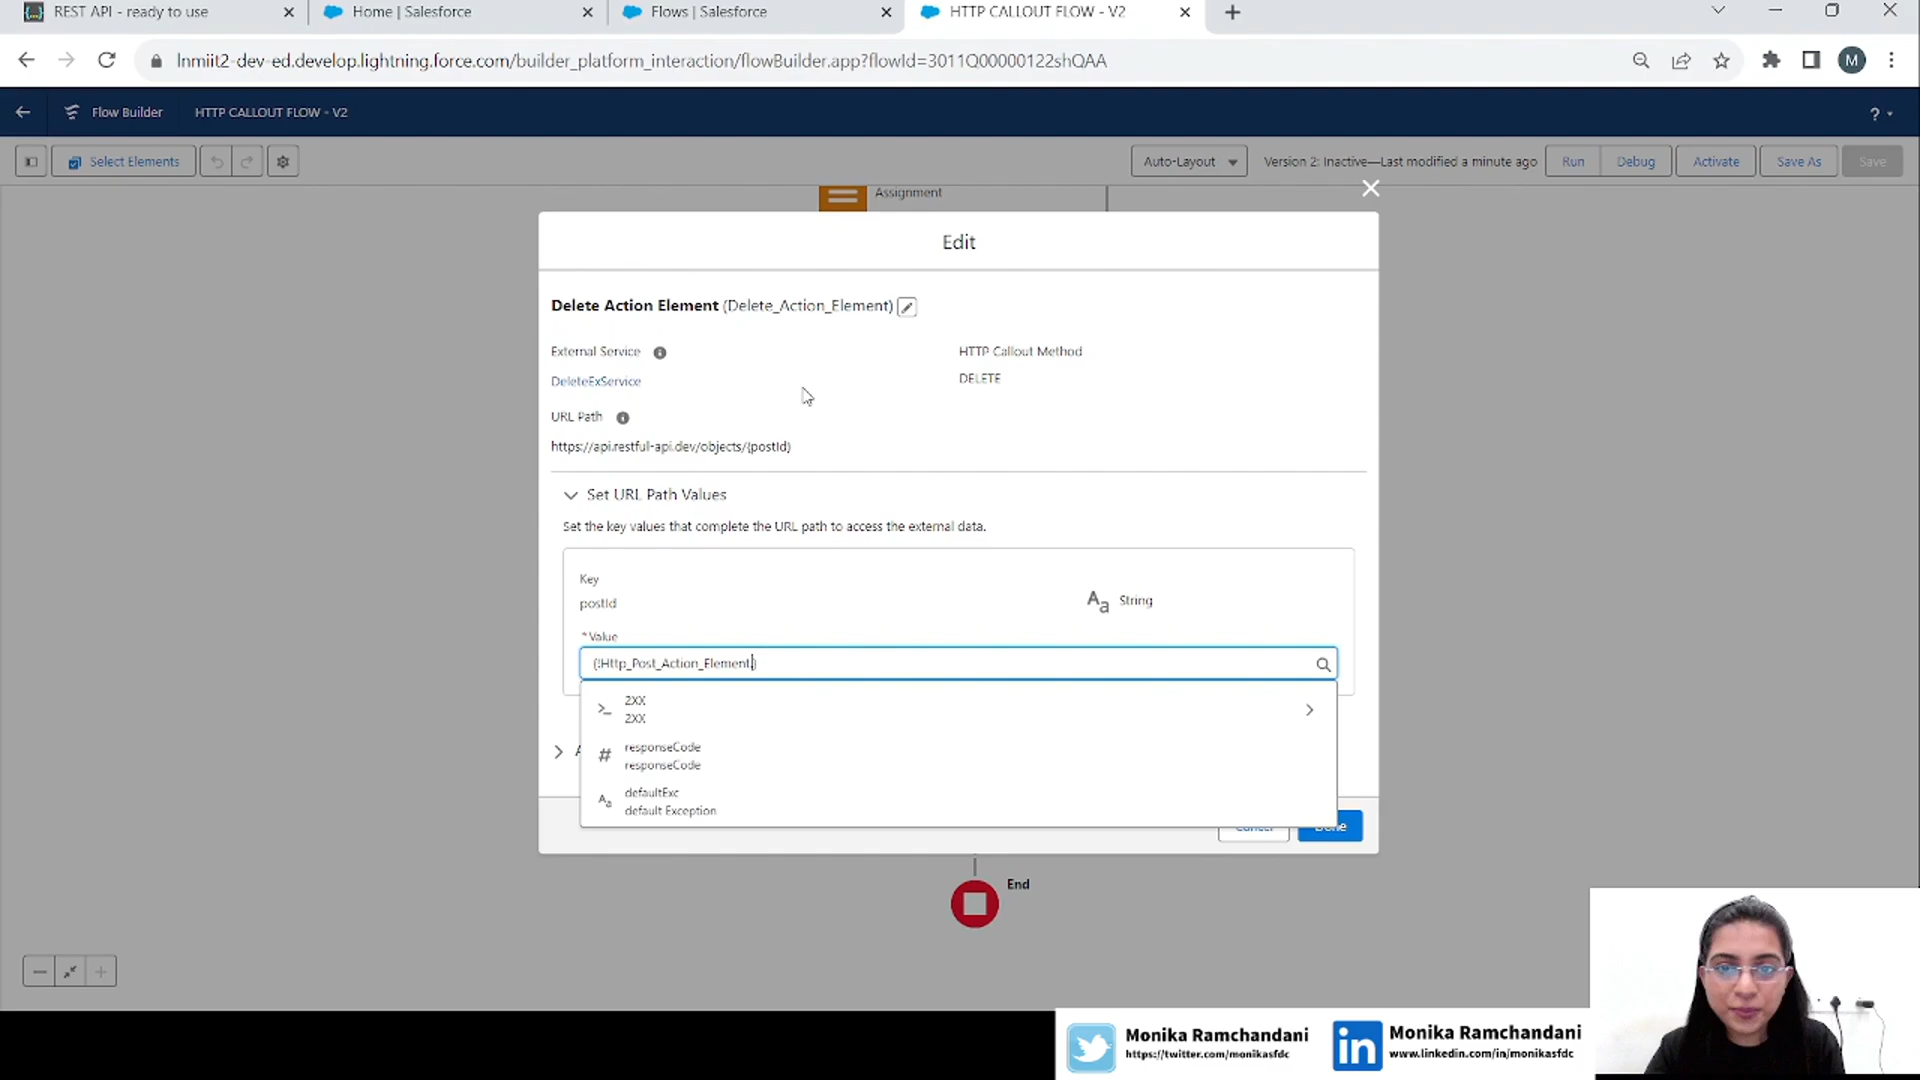 REST API - ready to use
Home | Salesforce
Flows | Salesforce
HTTP CALLOUT FLOW - V2
lnmiit2-dev-ed.develop.lightning.force.com/builder_platform_interaction/flowBuilder.app?flowId=3011Q00000122shQAA
M
Flow Builder
HTTP CALLOUT FLOW - V2
?
Select Elements
Auto-Layout
Version 2: Inactive—Last modified a minute ago
Run
Debug
Activate
Save As
Save
Assignment
Edit
Delete Action Element (Delete_Action_Element)
External Service
HTTP Callout Method
DeleteExService
DELETE
URL Path
https://api.restful-api.dev/objects/{postId}
Set URL Path Values
Set the key values that complete the URL path to access the external data.
Key
postId
Aa String
*Value
{!Http_Post_Action_Element.}
2XX
2XX
responseCode
responseCode
defaultExc
default Exception
Cancel
Done
End
Monika Ramchandani
https://twitter.com/monikasfdc
Monika Ramchandani
www.linkedin.com/in/monikasfdc